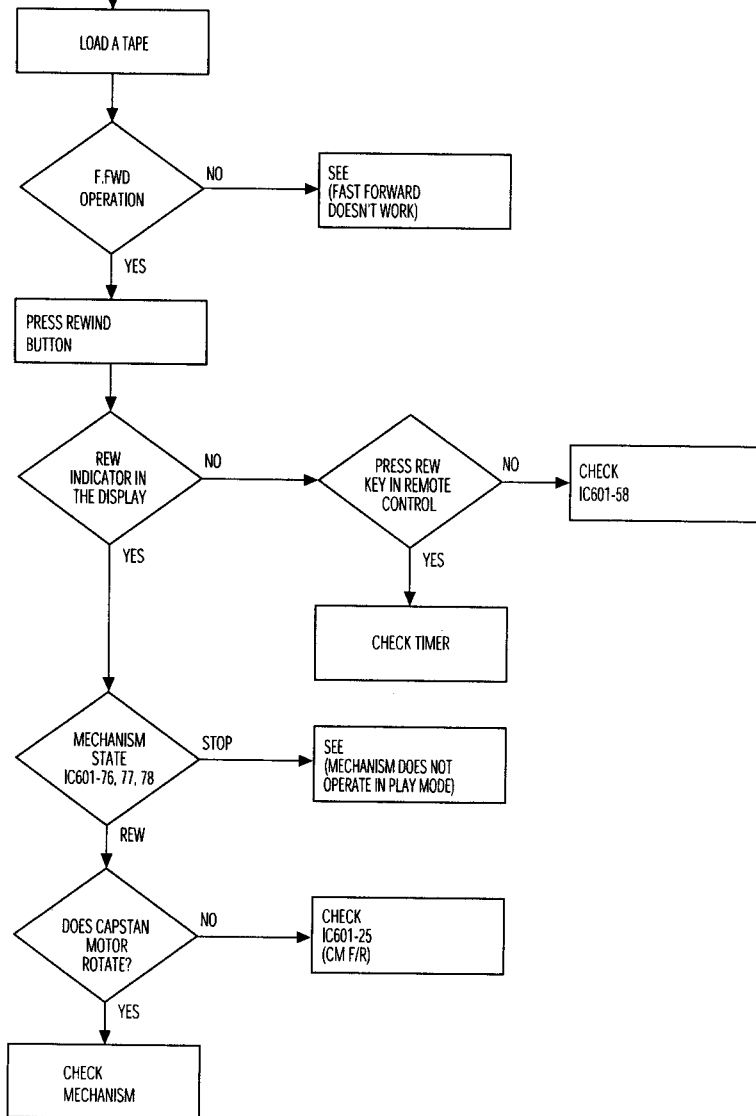 LOAD A TAPE
F.FWD
OPERATION
NO
SEE
(FAST FORWARD
DOESN'T WORK)
YES
PRESS REWIND
BUTTON
REW
INDICATOR IN
THE DISPLAY
NO
PRESS REW
KEY IN REMOTE
CONTROL
NO
CHECK
IC601-58
YES
YES
CHECK TIMER
MECHANISM
STATE
IC601-76, 77, 78
STOP
SEE
(MECHANISM DOES NOT
OPERATE IN PLAY MODE)
REW
DOES CAPSTAN
MOTOR
ROTATE?
NO
CHECK
IC601-25
(CM F/R)
YES
CHECK
MECHANISM